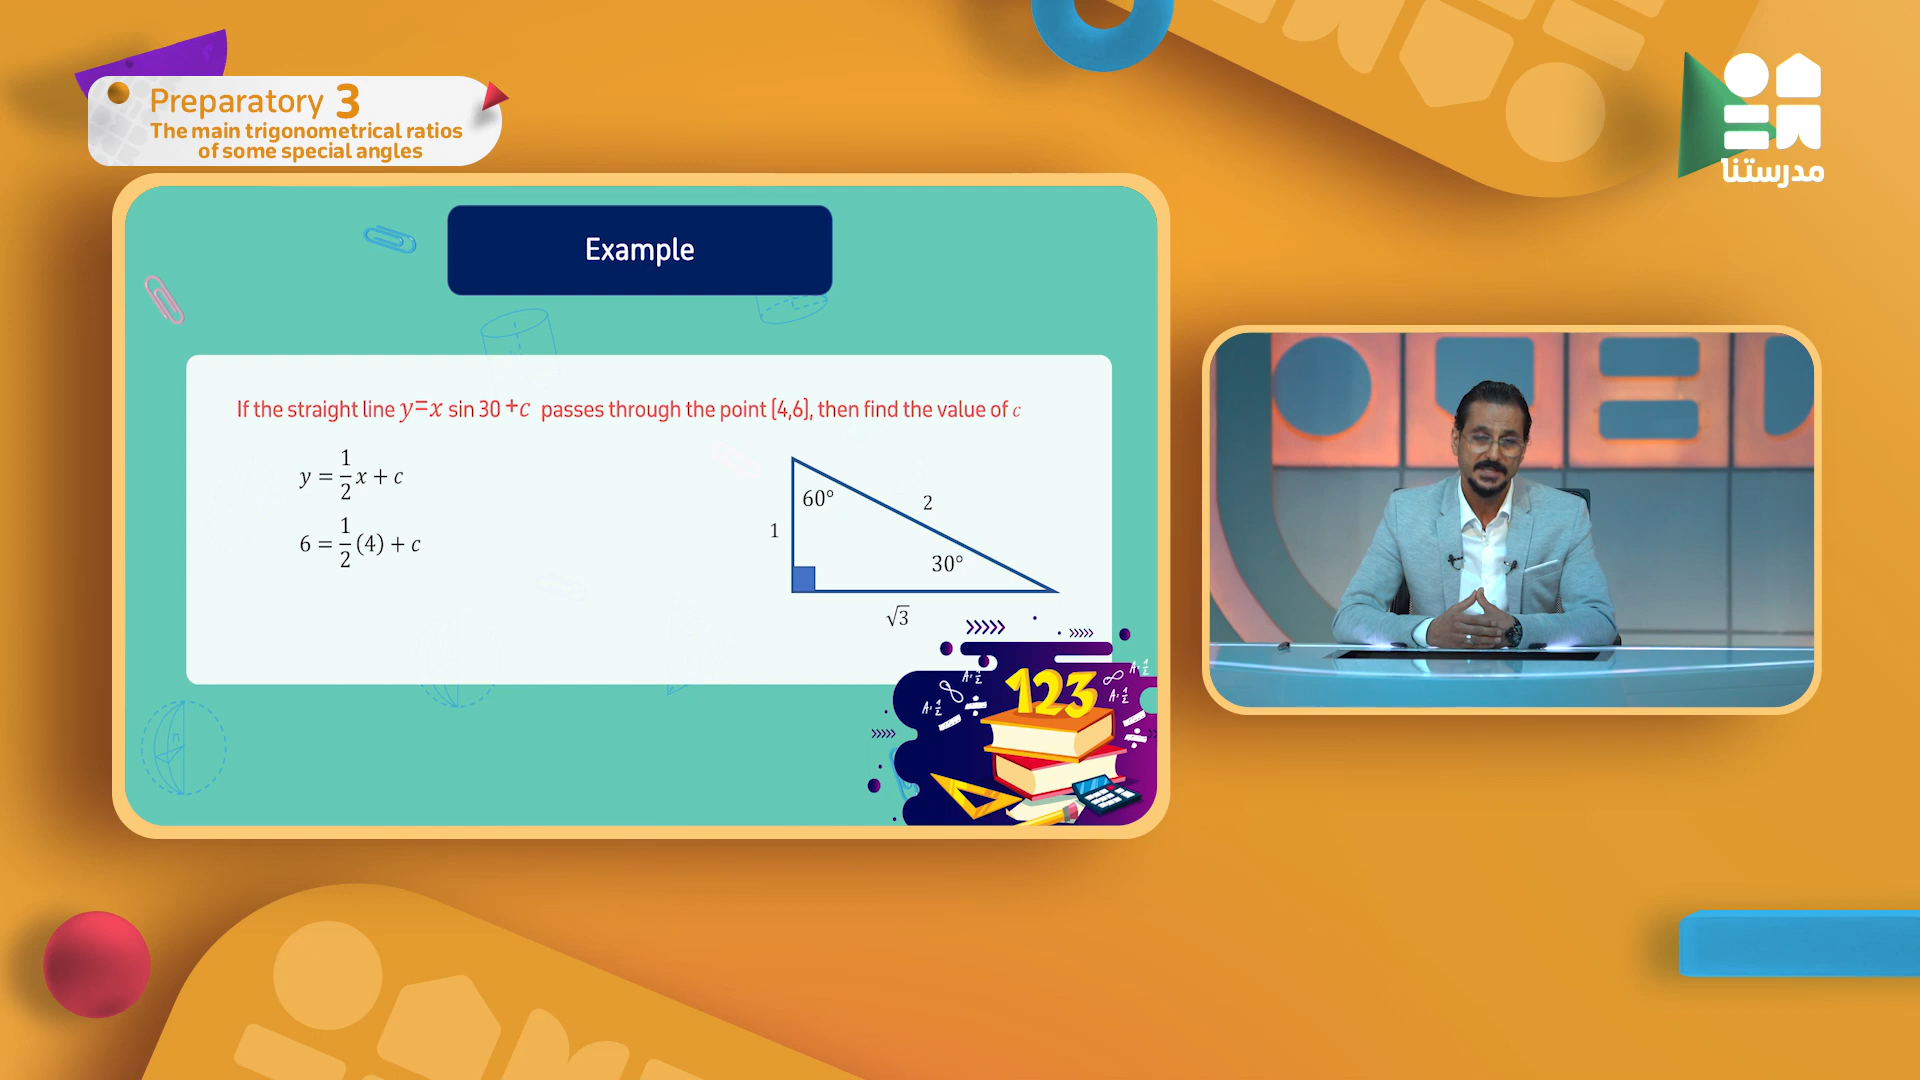 Preparatory 3
The main trigonometrical ratios
of some special angles
مدرستنا
Example
If the straight line y=x sin 30 +c passes through the point (4,6), then find the value of c
y = 1/2 x + c
6 = 1/2 (4) + c
60°
2
1
30°
√3
123